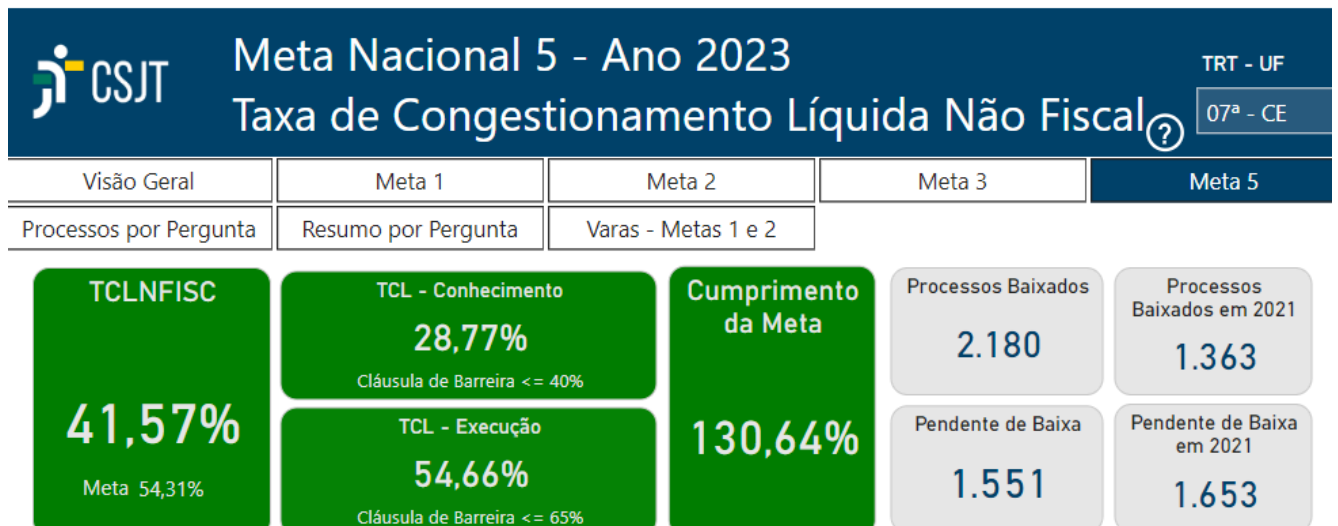 CSJT
Meta Nacional 5 - Ano 2023
Taxa de Congestionamento Líquida Não Fiscal ?
TRT - UF
07ª - CE
Visão Geral
Meta 1
Meta 2
Meta 3
Meta 5
Processos por Pergunta
Resumo por Pergunta
Varas - Metas 1 e 2
TCLNFISC
41,57%
Meta 54,31%
TCL - Conhecimento
28,77%
Cláusula de Barreira <= 40%
TCL - Execução
54,66%
Cláusula de Barreira <= 65%
Cumprimento
da Meta
130,64%
Processos Baixados
2.180
Processos
Baixados em 2021
1.363
Pendente de Baixa
1.551
Pendente de Baixa
em 2021
1.653